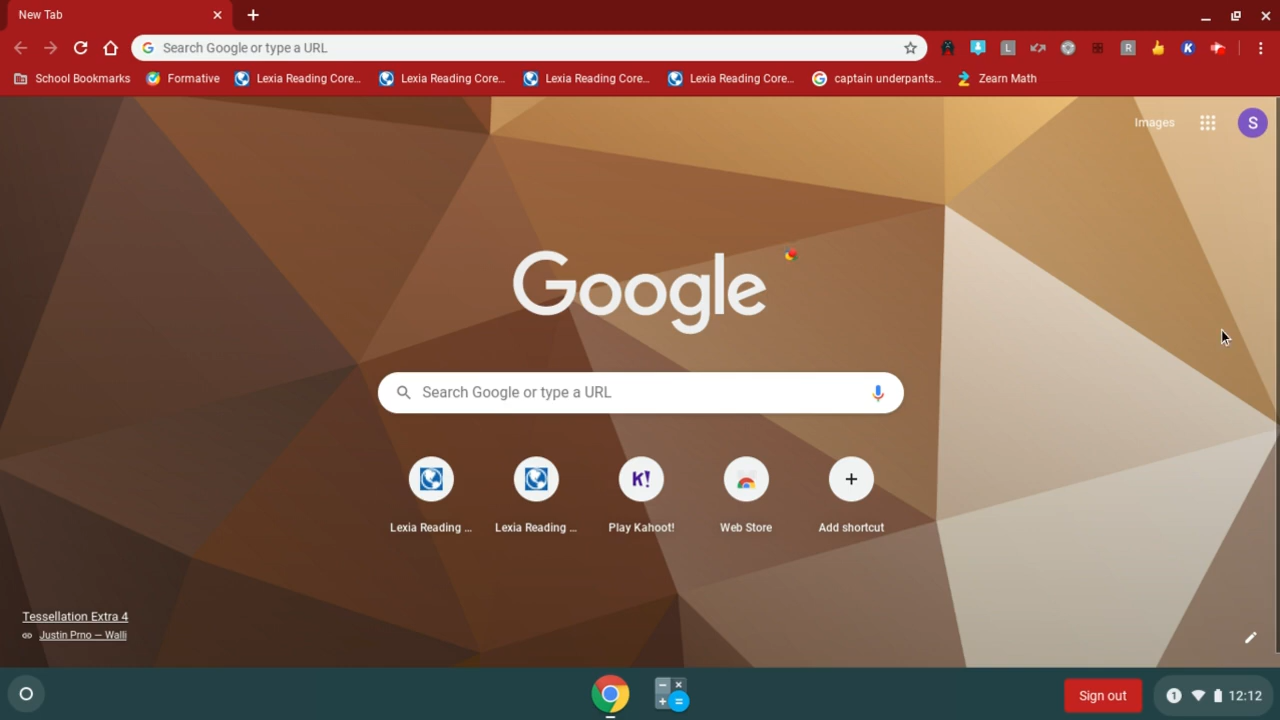 New Tab
Search Google or type a URL
L
R
K
School Bookmarks
Formative
Lexia Reading Core...
Lexia Reading Core...
Lexia Reading Core...
Lexia Reading Core...
captain underpants...
Zearn Math
Images
S
Google
Search Google or type a URL
K!
Lexia Reading ...
Lexia Reading ...
Play Kahoot!
Web Store
Add shortcut
Tessellation Extra 4
Justin Prno — Walli
Sign out
1
12:12